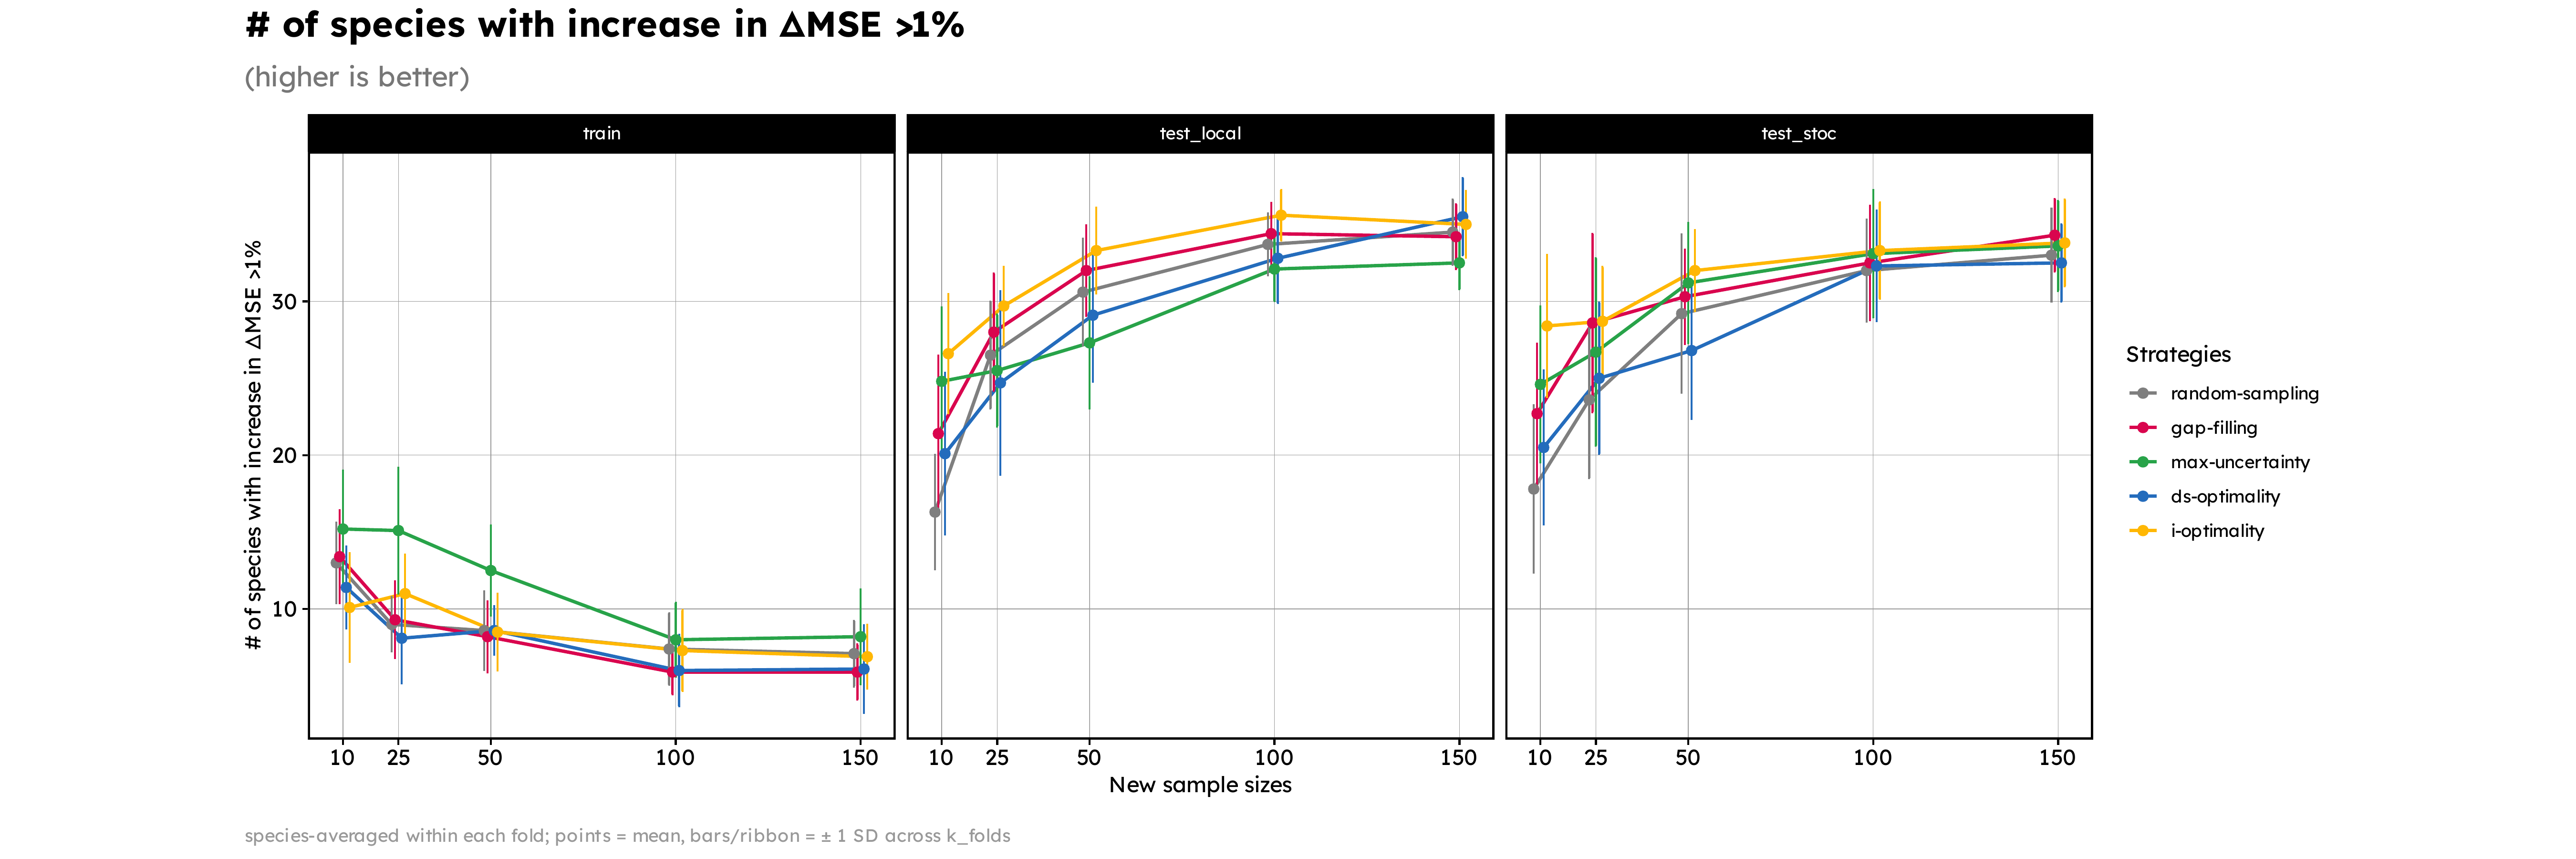 # of species with increase in ΔMSE >1%
(higher is better)
train
test_local
test_stoc
# of species with increase in ΔMSE >1%
30
20
10
10 25 50 100 150
10 25 50 100 150
10 25 50 100 150
New sample sizes
Strategies
random-sampling
gap-filling
max-uncertainty
ds-optimality
i-optimality
species-averaged within each fold; points = mean, bars/ribbon = ± 1 SD across k_folds